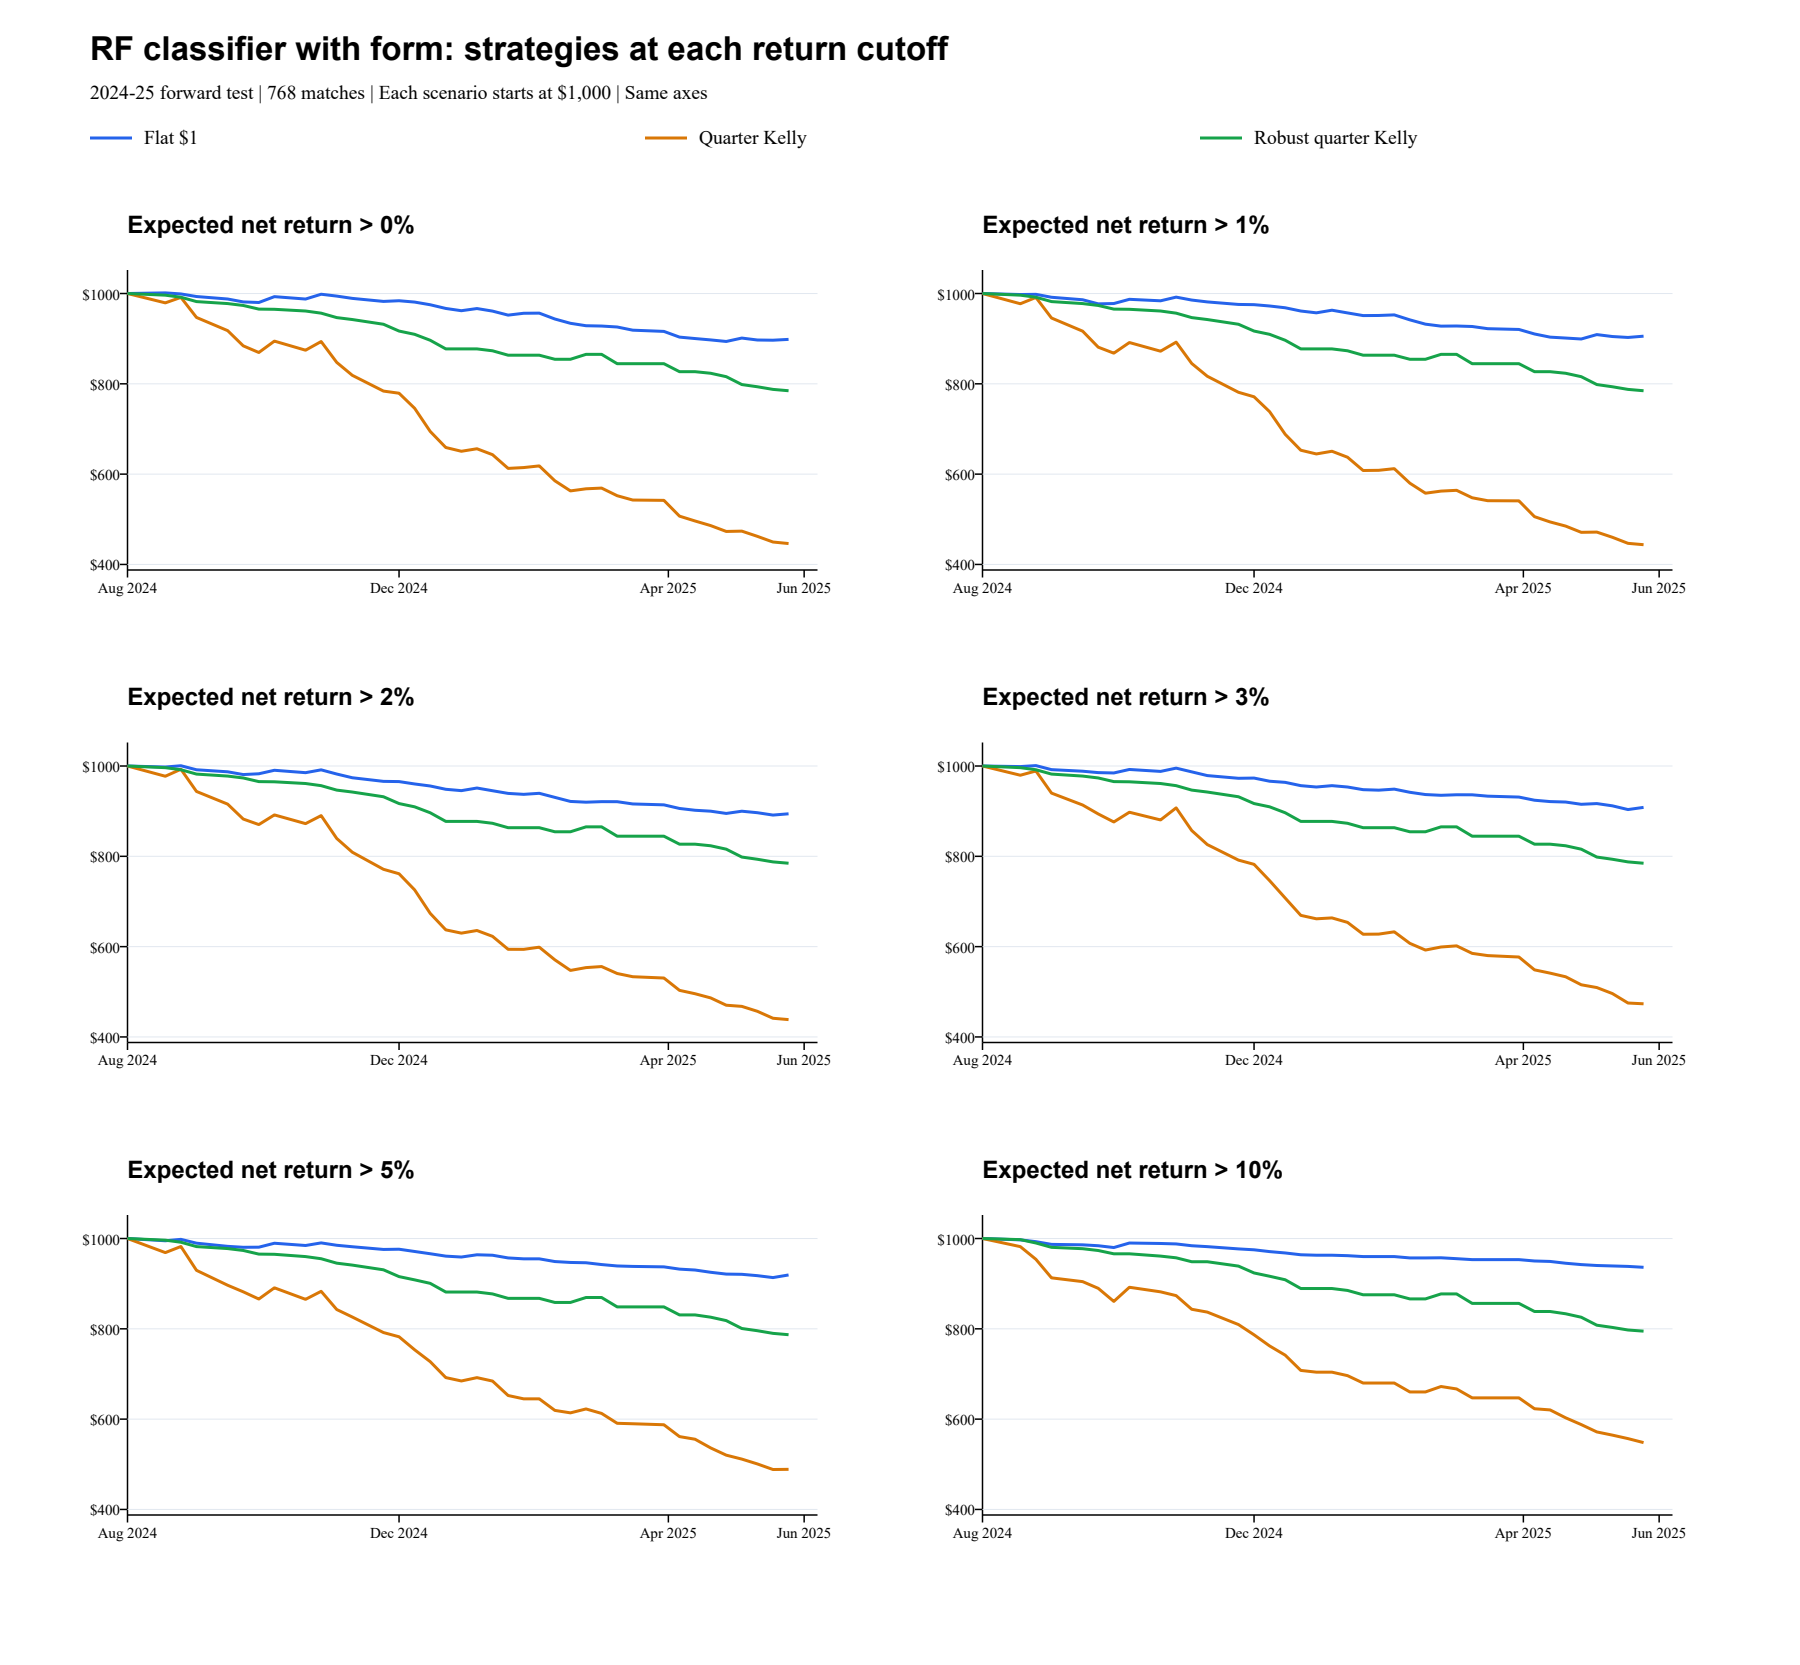 RF classifier with form: strategies at each return cutoff
2024-25 forward test | 768 matches | Each scenario starts at $1,000 | Same axes
Flat $1
Quarter Kelly
Robust quarter Kelly
Expected net return > 0%
$1000
$800
$600
$400
Aug 2024
Dec 2024
Apr 2025
Jun 2025
Expected net return > 1%
$1000
$800
$600
$400
Aug 2024
Dec 2024
Apr 2025
Jun 2025
Expected net return > 2%
$1000
$800
$600
$400
Aug 2024
Dec 2024
Apr 2025
Jun 2025
Expected net return > 3%
$1000
$800
$600
$400
Aug 2024
Dec 2024
Apr 2025
Jun 2025
Expected net return > 5%
$1000
$800
$600
$400
Aug 2024
Dec 2024
Apr 2025
Jun 2025
Expected net return > 10%
$1000
$800
$600
$400
Aug 2024
Dec 2024
Apr 2025
Jun 2025